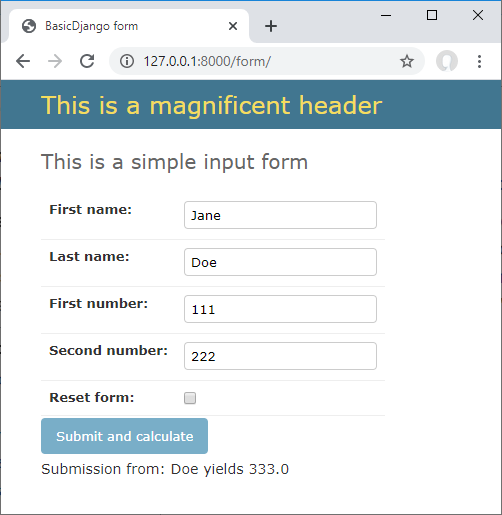 BasicDjango form
127.0.0.1:8000/form/
This is a magnificent header
This is a simple input form
First name: Jane
Last name: Doe
First number: 111
Second number: 222
Reset form:
Submit and calculate
Submission from: Doe yields 333.0